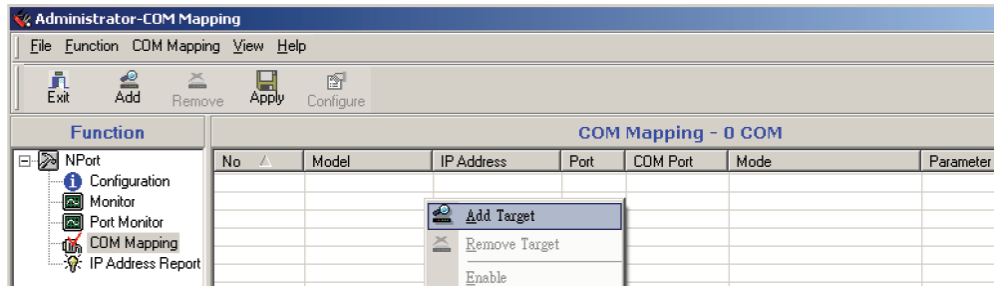 Administrator-COM Mapping
File Function COM Mapping View Help
Exit Add Remove Apply Configure
Function
COM Mapping - 0 COM
NPort
Configuration
Monitor
Port Monitor
COM Mapping
IP Address Report
No Model IP Address Port COM Port Mode Parameter
Add Target
Remove Target
Enable